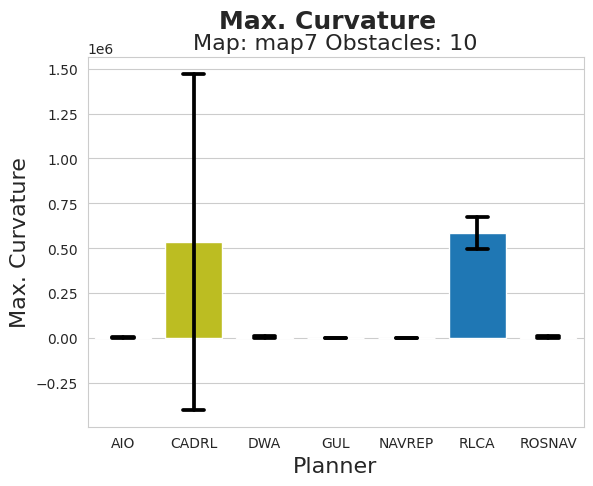 Max. Curvature
Map: map7 Obstacles: 10
1e6
1.50
1.25
1.00
0.75
0.50
0.25
0.00
−0.25
Max. Curvature
AIO CADRL DWA GUL NAVREP RLCA ROSNAV
Planner